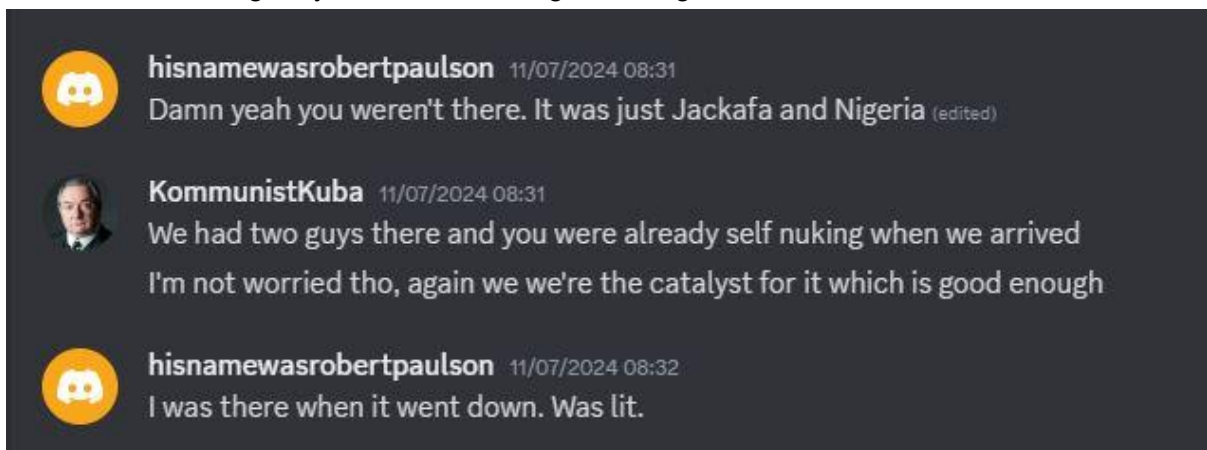 hisnamewasrobertpaulson 11/07/2024 08:31
Damn yeah you weren't there. It was just Jackafa and Nigeria (edited)
KommunistKuba 11/07/2024 08:31
We had two guys there and you were already self nuking when we arrived
I'm not worried tho, again we we're the catalyst for it which is good enough
hisnamewasrobertpaulson 11/07/2024 08:32
I was there when it went down. Was lit.